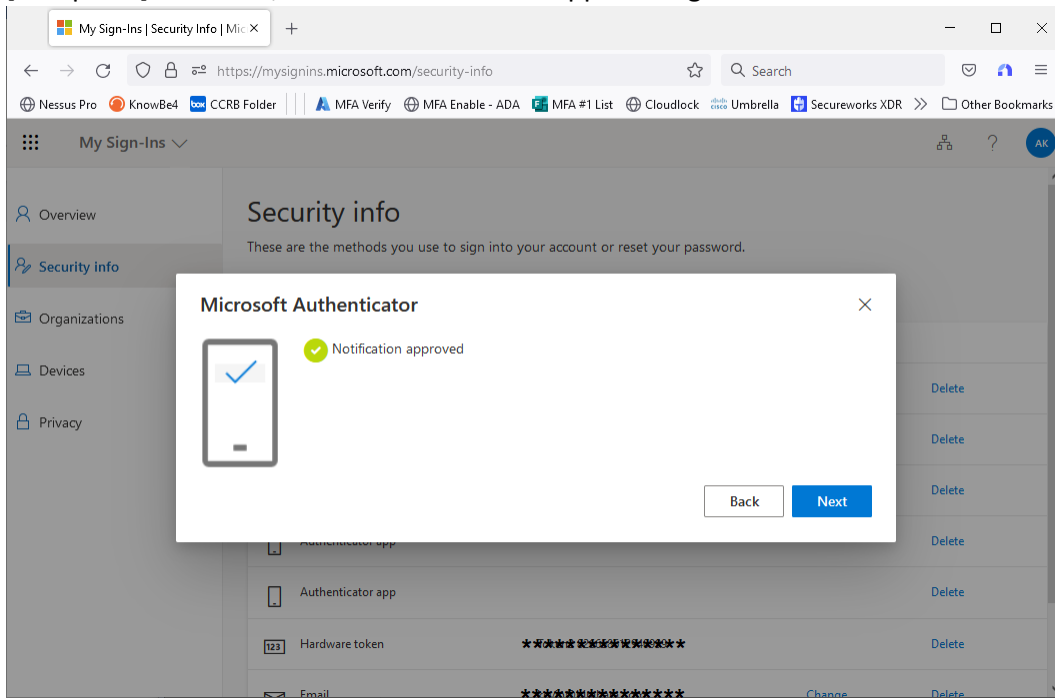 My Sign-Ins | Security Info | Mic
https://mysignins.microsoft.com/security-info
Search
Nessus Pro KnowBe4 CCRB Folder MFA Verify MFA Enable - ADA MFA #1 List Cloudlock Umbrella Secureworks XDR Other Bookmarks
My Sign-Ins ? AK
Overview
Security info
Organizations
Devices
Privacy
Security info
These are the methods you use to sign into your account or reset your password.
Microsoft Authenticator
Notification approved
Back Next
Delete
Delete
Delete
Authenticator app Delete
Authenticator app Delete
123 Hardware token Delete
Email Change Delete